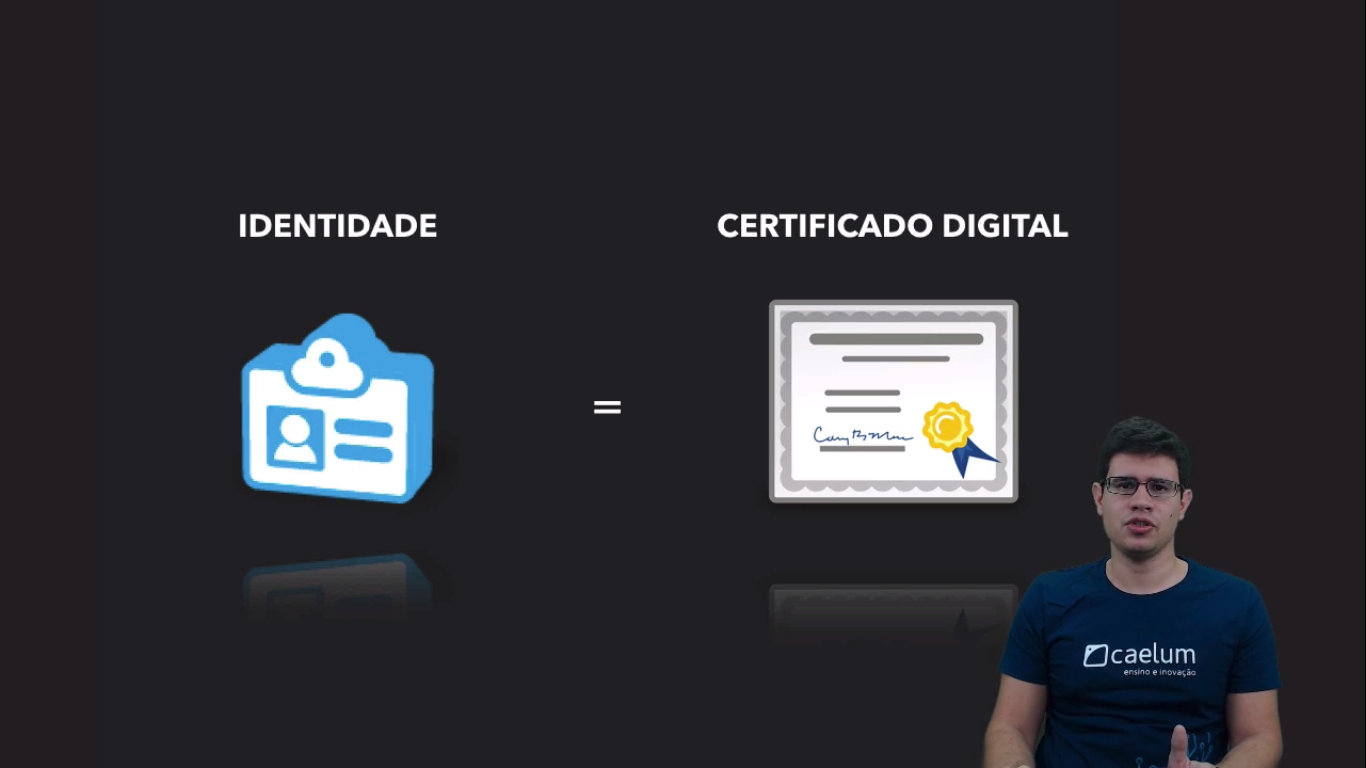 IDENTIDADE
CERTIFICADO DIGITAL
=
caelum
ensino e inovação